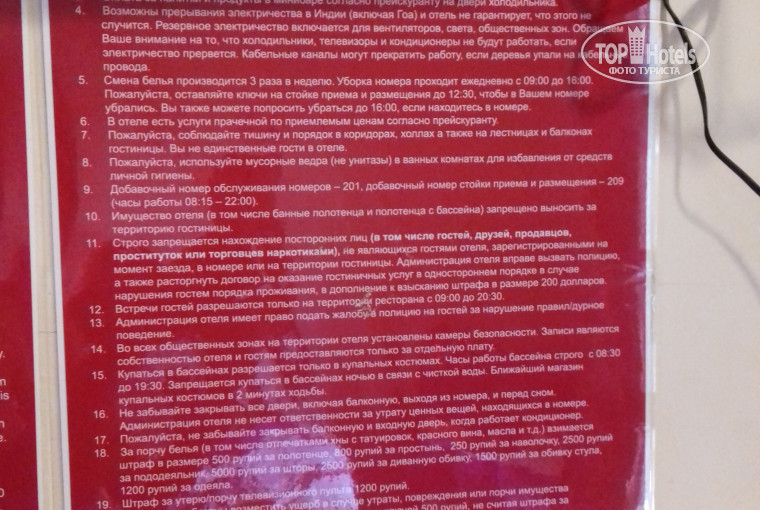 Возможны прерывания электричества в Индии (включая Гоа) и отель не гарантирует, что этого не
4. случится. Резервное электричество включается для вентиляторов, света, общественных зон. Обращаем
Ваше внимание на то, что холодильники, телевизоры и кондиционеры не будут работать, если
электричество прервется. Кабельные каналы могут прекратить работу, если деревья упали на
провода.
5. Смена белья производится 3 раза в неделю. Уборка номера проходит ежедневно с 09:00 до 16:00.
Пожалуйста, оставляйте ключи на стойке приема и размещения до 12:30, чтобы в Вашем номере
убрались. Вы также можете попросить убраться до 16:00, если находитесь в номере.
6. В отеле есть услуги прачечной по приемлемым ценам согласно прейскуранту.
7. Пожалуйста, соблюдайте тишину и порядок в коридорах, холлах а также на лестницах и балконах
гостиницы. Вы не единственные гости в отеле.
8. Пожалуйста, используйте мусорные ведра (не унитазы) в ванных комнатах для избавления от средств
личной гигиены.
9. Добавочный номер обслуживания номеров – 201, добавочный номер стойки приема и размещения – 209
(часы работы 08:15 – 22:00).
10. Имущество отеля (в том числе банные полотенца и полотенца с бассейна) запрещено выносить за
территорию гостиницы.
11. Строго запрещается нахождение посторонних лиц (в том числе гостей, друзей, продавцов,
проституток или торговцев наркотиками), не являющихся гостями отеля, зарегистрированными на
момент заезда, в номере или на территории гостиницы. Администрация отеля вправе вызвать полицию,
а также расторгнуть договор на оказание гостиничных услуг в одностороннем порядке в случае
нарушения гостем порядка проживания, в дополнение к взысканию штрафа в размере 200 долларов.
12. Встречи гостей разрешаются только на территории ресторана с 09:00 до 20:30.
13. Администрация отеля имеет право подать жалобу в полицию на гостей за нарушение правил/дурное
поведение.
14. Во всех общественных зонах на территории отеля установлены камеры безопасности. Записи являются
собственностью отеля и гостям предоставляются только за отдельную плату.
15. Купаться в бассейнах разрешается только в купальных костюмах. Часы работы бассейна строго с 08:30
до 19:30. Запрещается купаться в бассейнах ночью в связи с чисткой воды. Ближайший магазин
купальных костюмов в 2 минутах ходьбы.
16. Не забывайте закрывать все двери, включая балконную, выходя из номера, и перед сном.
Администрация отеля не несет ответственности за утрату ценных вещей, находящихся в номере.
17. Пожалуйста, не забывайте закрывать балконную и входную дверь, когда работает кондиционер.
18. За порчу белья (в том числе отпечатками хны с татуировок, красного вина, масла и т.д.) взимается
штраф в размере 500 рупий за полотенце, 800 рупий за простынь, 250 рупий за наволочку, 2500 рупий
за пододеяльник, 5000 рупий за шторы, 2500 рупий за диванную обивку, 1500 рупий за обивку стула,
1200 рупий за одеяла.
19. Штраф за утерю/порчу телевизионного пульта 1200 рупий.
возместить ущерб в случае утраты, повреждения или порчи имущества
500 рупий, не считая штрафа за
TOP Hotels
ФОТО ТУРИСТА